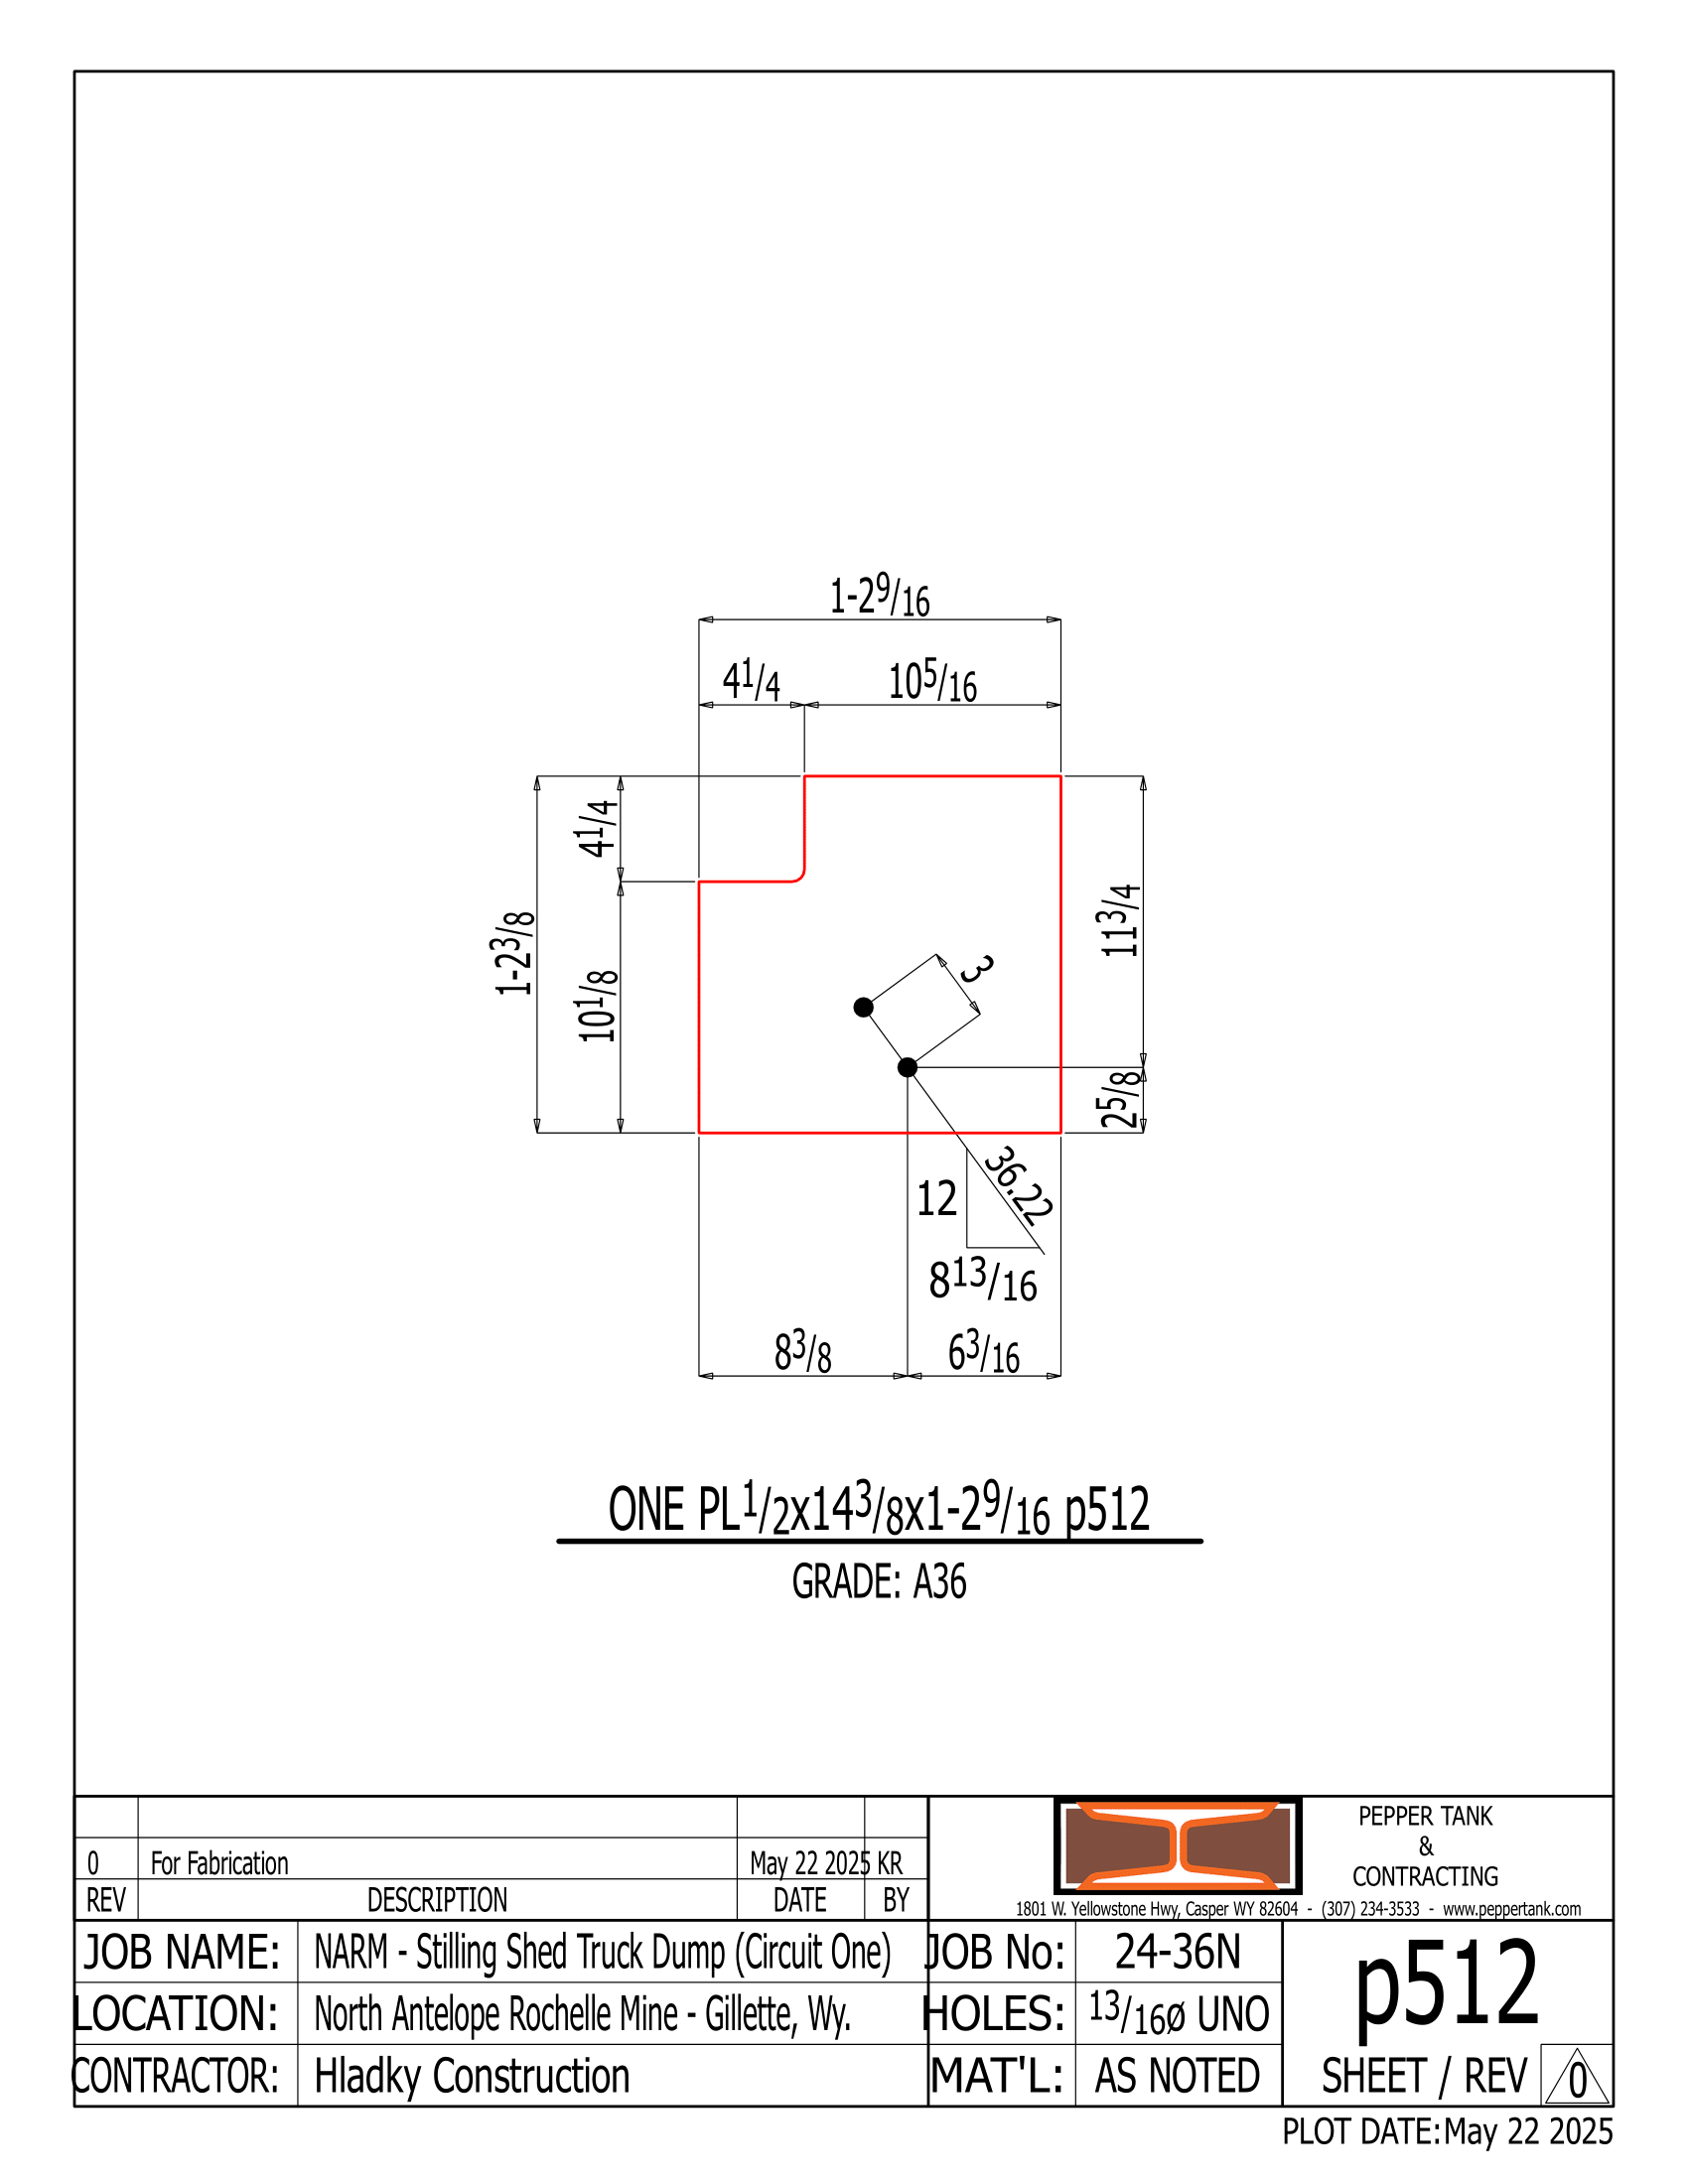 1-2 9/16
4 1/4 10 5/16
4 1/4
1-2 3/8
10 1/8
11 3/4
3
2 5/8
36.22
12
8 13/16
8 3/8 6 3/16
ONE PL 1/2x14 3/8x1-2 9/16 p512
GRADE: A36
0 For Fabrication May 22 2025 KR
REV DESCRIPTION DATE BY
PEPPER TANK
&
CONTRACTING
1801 W. Yellowstone Hwy, Casper WY 82604 - (307) 234-3533 - www.peppertank.com
JOB NAME: NARM - Stilling Shed Truck Dump (Circuit One)
LOCATION: North Antelope Rochelle Mine - Gillette, Wy.
CONTRACTOR: Hladky Construction
JOB No: 24-36N
HOLES: 13/16ø UNO
MAT'L: AS NOTED
p512
SHEET / REV 0
PLOT DATE:May 22 2025